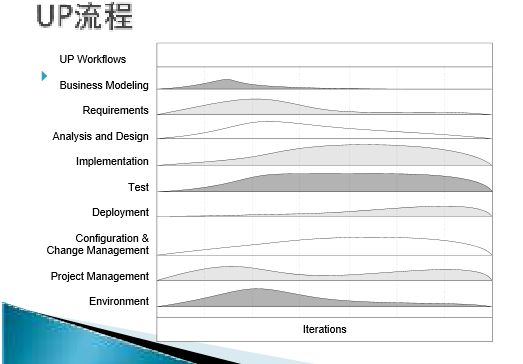 UP流程
UP Workflows
Business Modeling
Requirements
Analysis and Design
Implementation
Test
Deployment
Configuration &
Change Management
Project Management
Environment
Iterations